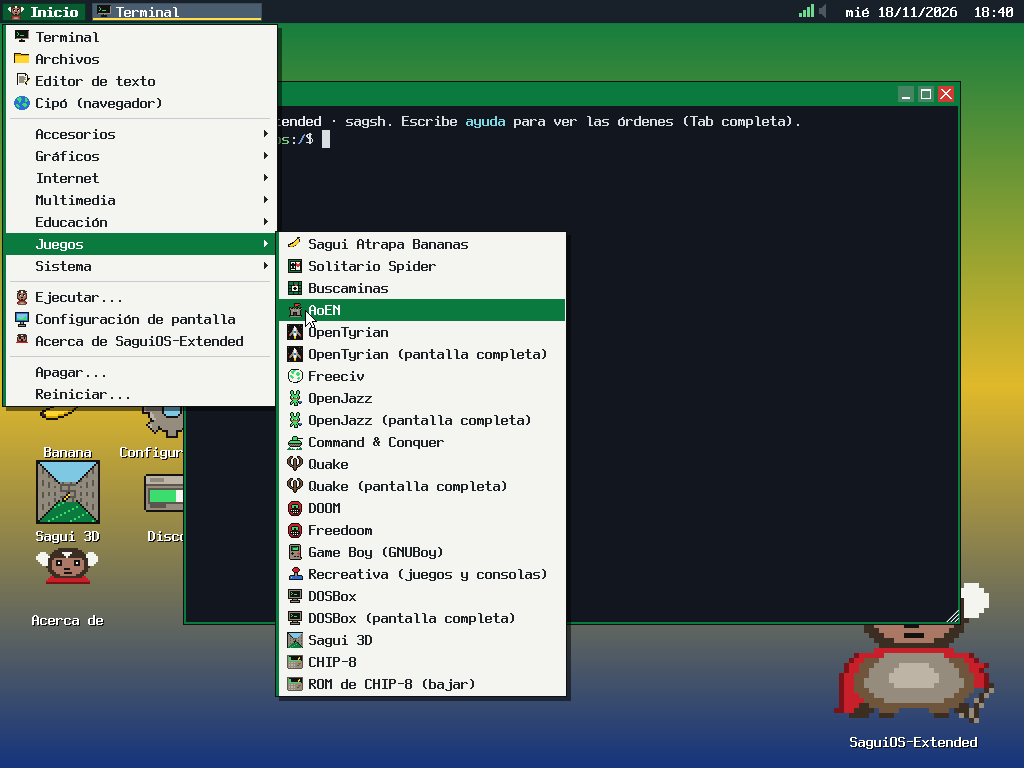 Inicio
Terminal
mié 18/11/2026 18:40
Terminal
Archivos
Editor de texto
Cipó (navegador)
Accesorios
Gráficos
Internet
Multimedia
Educación
Juegos
Sistema
Ejecutar...
Configuración de pantalla
Acerca de SaguiOS-Extended
Apagar...
Reiniciar...
· sagsh. Escribe ayuda para ver las órdenes (Tab completa).
:/$
Sagui Atrapa Bananas
Solitario Spider
Buscaminas
AoEN
OpenTyrian
OpenTyrian (pantalla completa)
Freeciv
OpenJazz
OpenJazz (pantalla completa)
Command & Conquer
Quake
Quake (pantalla completa)
DOOM
Freedoom
Game Boy (GNUBoy)
Recreativa (juegos y consolas)
DOSBox
DOSBox (pantalla completa)
Sagui 3D
CHIP-8
ROM de CHIP-8 (bajar)
Banana
Sagui 3D
Acerca de
SaguiOS-Extended